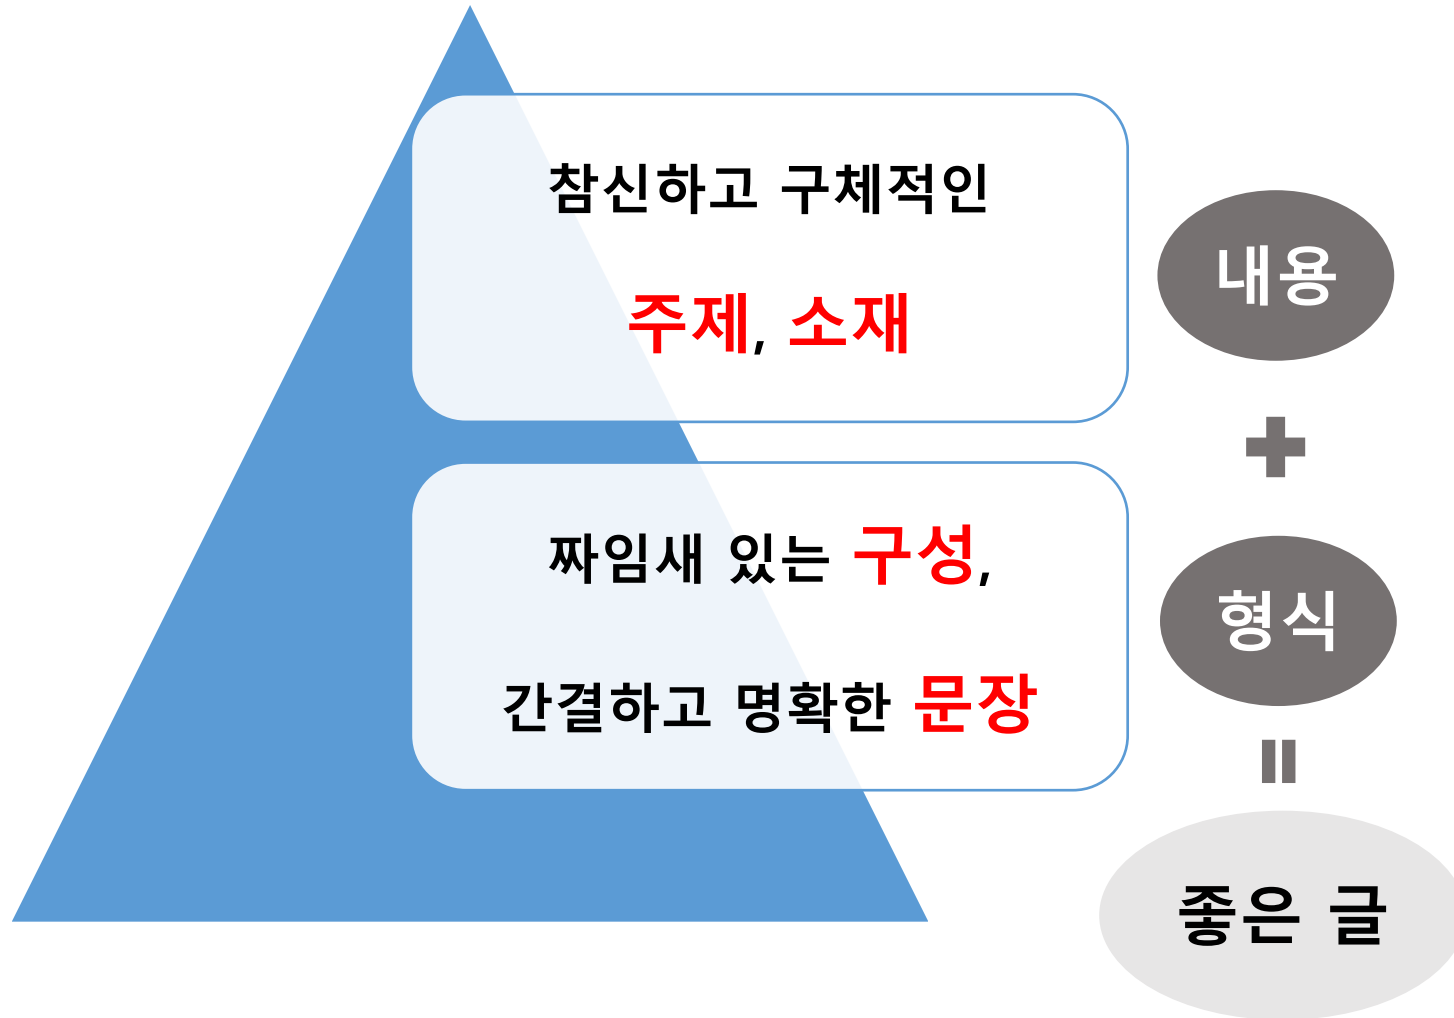 참신하고 구체적인
주제, 소재
내용
짜임새 있는 구성,
간결하고 명확한 문장
형식
좋은 글